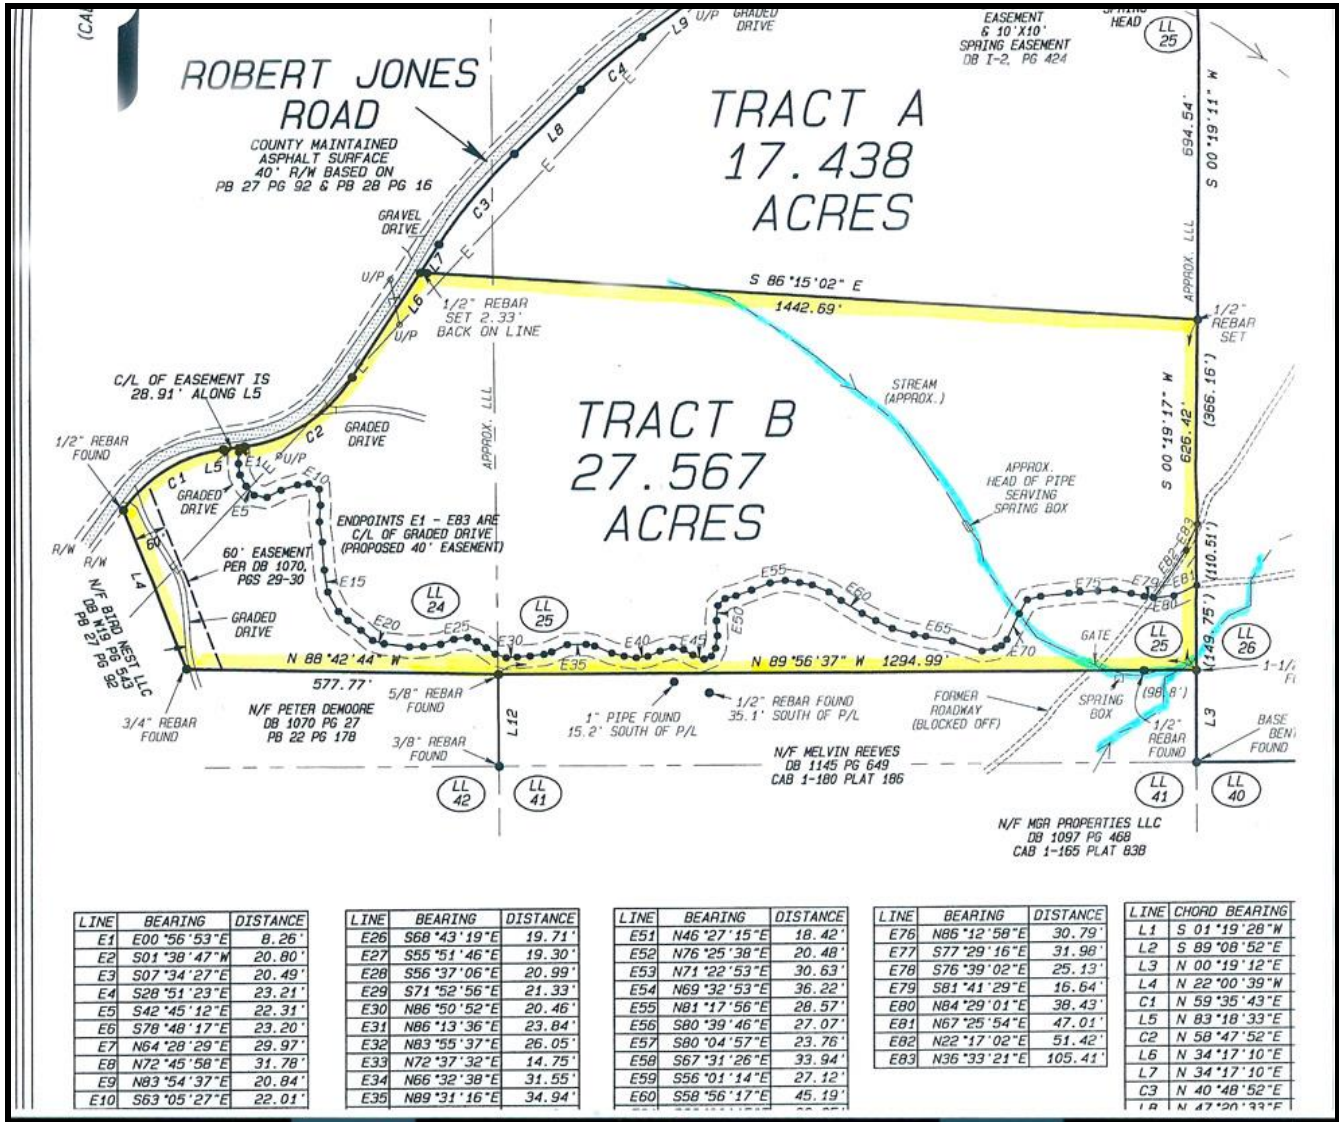 (CAB
ROBERT JONES
ROAD
COUNTY MAINTAINED
ASPHALT SURFACE
40' R/W BASED ON
PB 27 PG 92 & PB 28 PG 16
U/P
GRADED
DRIVE
L9
C4
E
L8
E
C3
E
L7
L6
EASEMENT
& 10'X10'
SPRING EASEMENT
DB I-2, PG 424
SPRING
HEAD
LL
25
TRACT A
17.438
ACRES
694.54'
S 00°19'11" W
APPROX. LLL
GRAVEL
DRIVE
U/P
U/P
1/2" REBAR
SET 2.33'
BACK ON LINE
S 86°15'02" E
1442.69'
1/2"
REBAR
SET
C/L OF EASEMENT IS
28.91' ALONG L5
APPROX. LLL
TRACT B
27.567
ACRES
STREAM
(APPROX.)
S 00°19'17" W
626.42'
(366.16')
1/2" REBAR
FOUND
C2
GRADED
DRIVE
C1
L5
E1
E
U/P
E10
GRADED
DRIVE
E5
APPROX.
HEAD OF PIPE
SERVING
SPRING BOX
ENDPOINTS E1 - E83 ARE
C/L OF GRADED DRIVE
(PROPOSED 40' EASEMENT)
R/W
R/W
60'
60' EASEMENT
PER DB 1070,
PGS 29-30
L4
E15
LL
24
LL
25
E55
E60
E75
E79
E80
E81
E82-E83
(110.51')
N/F BIRD NEST LLC
DB W19 PG 543
PB 27 PG 92
GRADED
DRIVE
E20
E25
E30
E35
E40
E45
E50
E65
E70
GATE
LL
25
(149.75')
LL
26
N 88°42'44" W
577.77'
N 89°56'37" W 1294.99'
5/8" REBAR
FOUND
3/4" REBAR
FOUND
N/F PETER DEMOORE
DB 1070 PG 27
PB 22 PG 178
3/8" REBAR
FOUND
L12
1" PIPE FOUND
15.2' SOUTH OF P/L
1/2" REBAR FOUND
35.1' SOUTH OF P/L
FORMER
ROADWAY
(BLOCKED OFF)
SPRING
BOX
(98.8')
1/2"
REBAR
FOUND
L3
BASE
FOUND
N/F MELVIN REEVES
DB 1145 PG 649
CAB 1-180 PLAT 186
LL
42
LL
41
LL
41
LL
40
N/F MGR PROPERTIES LLC
DB 1097 PG 468
CAB 1-165 PLAT 83B
LINE BEARING DISTANCE
E1 E00°56'53"E 8.26'
E2 S01°38'47"W 20.80'
E3 S07°34'27"E 20.49'
E4 S28°51'23"E 23.21'
E5 S42°45'12"E 22.31'
E6 S78°48'17"E 23.20'
E7 N64°28'29"E 29.97'
E8 N72°45'58"E 31.78'
E9 N83°54'37"E 20.84'
E10 S63°05'27"E 22.01'
LINE BEARING DISTANCE
E26 S68°43'19"E 19.71'
E27 S55°51'46"E 19.30'
E28 S56°37'06"E 20.99'
E29 S71°52'56"E 21.33'
E30 N86°50'52"E 20.46'
E31 N86°13'36"E 23.84'
E32 N83°55'37"E 26.05'
E33 N72°37'32"E 14.75'
E34 N66°32'38"E 31.55'
E35 N89°31'16"E 34.94'
LINE BEARING DISTANCE
E51 N46°27'15"E 18.42'
E52 N76°25'38"E 20.48'
E53 N71°22'53"E 30.63'
E54 N69°32'53"E 36.22'
E55 N81°17'56"E 28.57'
E56 S80°39'46"E 27.07'
E57 S80°04'57"E 23.76'
E58 S67°31'26"E 33.94'
E59 S56°01'14"E 27.12'
E60 S58°56'17"E 45.19'
LINE BEARING DISTANCE
E76 N86°12'58"E 30.79'
E77 S77°29'16"E 31.98'
E78 S76°39'02"E 25.13'
E79 S81°41'29"E 16.64'
E80 N84°29'01"E 38.43'
E81 N67°25'54"E 47.01'
E82 N22°17'02"E 51.42'
E83 N36°33'21"E 105.41'
LINE CHORD BEARING
L1 S 01°19'28"W
L2 S 89°08'52"E
L3 N 00°19'12"E
L4 N 22°00'39"W
C1 N 59°35'43"E
L5 N 83°18'33"E
C2 N 58°47'52"E
L6 N 34°17'10"E
L7 N 34°17'10"E
C3 N 40°48'52"E
L8 N 47°20'33"E